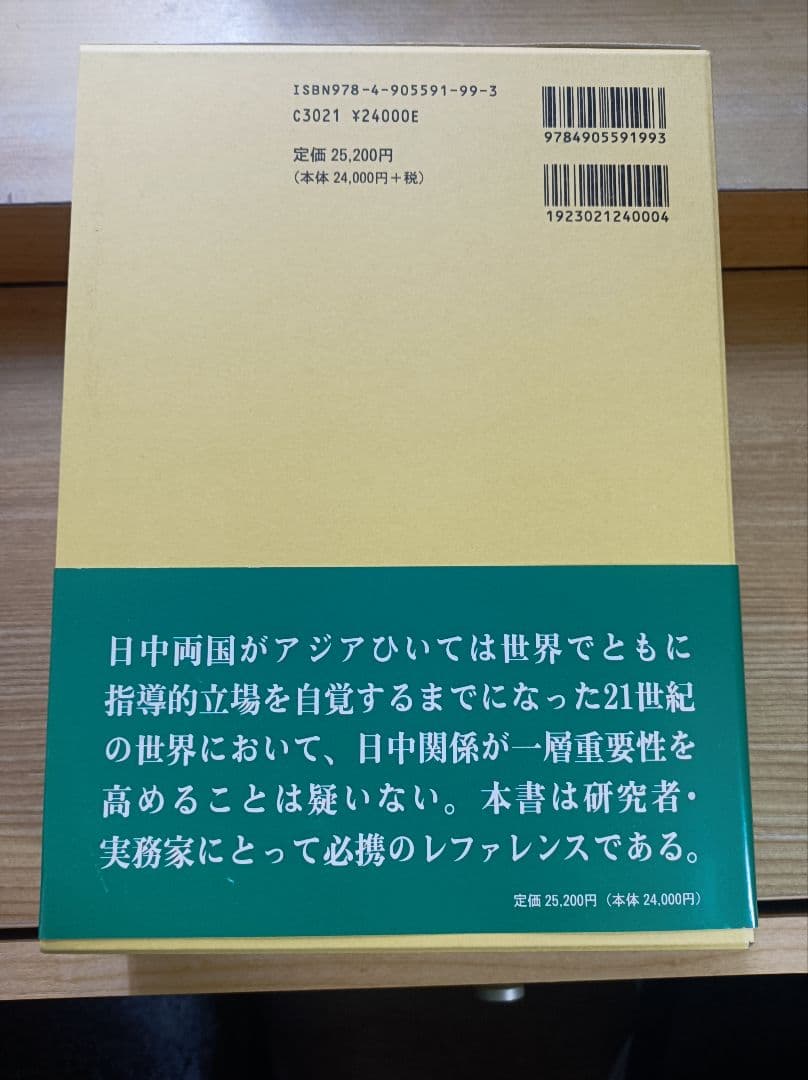 ISBN978-4-905591-99-3
C3021 ¥24000E
定価 25,200円
（本体 24,000円＋税）
9784905591993
1923021240004
日中両国がアジアひいては世界でともに
指導的立場を自覚するまでになった21世紀
の世界において、日中関係が一層重要性を
高めることは疑いない。本書は研究者・
実務家にとって必携のレファレンスである。
定価 25,200円（本体 24,000円）